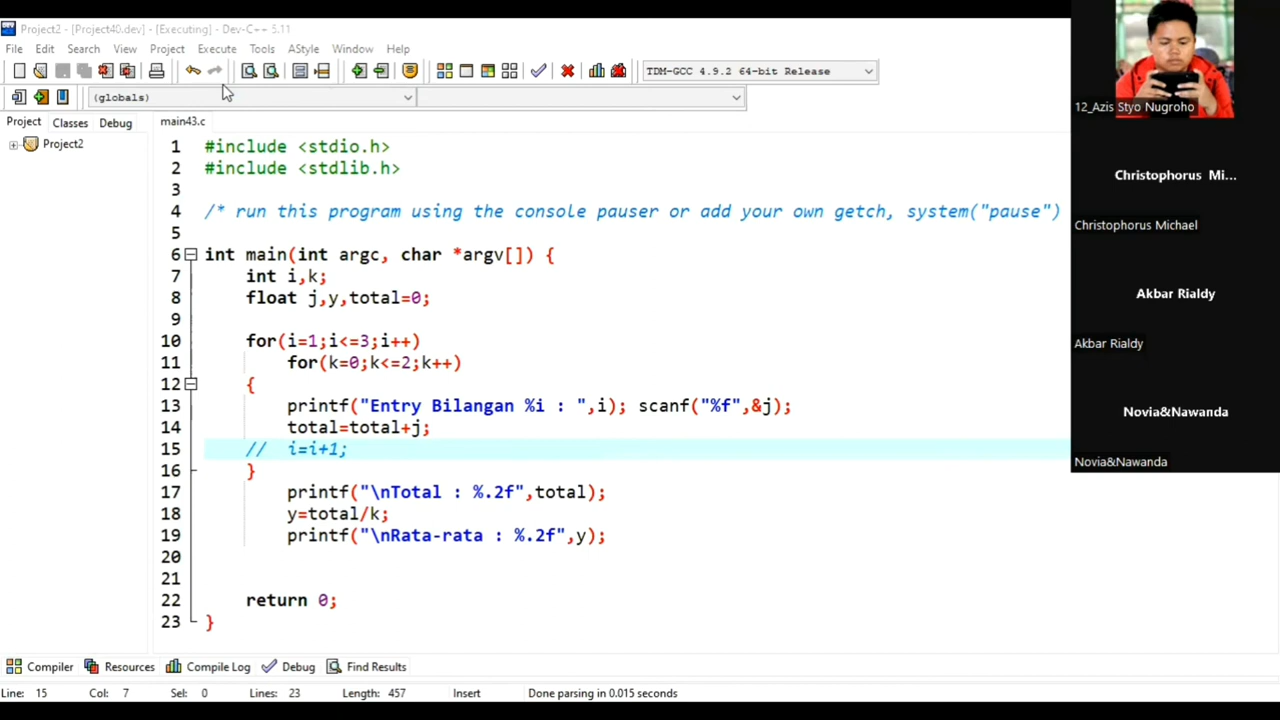 Project2 - [Project40.dev] - [Executing] - Dev-C++ 5.11
File Edit Search View Project Execute Tools AStyle Window Help
TDM-GCC 4.9.2 64-bit Release
(globals)
Project Classes Debug
main43.c
Project2
1 #include <stdio.h>
2 #include <stdlib.h>
3
4 /* run this program using the console pauser or add your own getch, system("pause")
5
6 int main(int argc, char *argv[]) {
7 int i,k;
8 float j,y,total=0;
9
10 for(i=1;i<=3;i++)
11 for(k=0;k<=2;k++)
12 {
13 printf("Entry Bilangan %i : ",i); scanf("%f",&j);
14 total=total+j;
15 // i=i+1;
16 }
17 printf("\nTotal : %.2f",total);
18 y=total/k;
19 printf("\nRata-rata : %.2f",y);
20
21
22 return 0;
23 }
Compiler Resources Compile Log Debug Find Results
Line: 15 Col: 7 Sel: 0 Lines: 23 Length: 457 Insert Done parsing in 0.015 seconds
12_Azis Styo Nugroho
Christophorus Mi...
Christophorus Michael
Akbar Rialdy
Akbar Rialdy
Novia&Nawanda
Novia&Nawanda